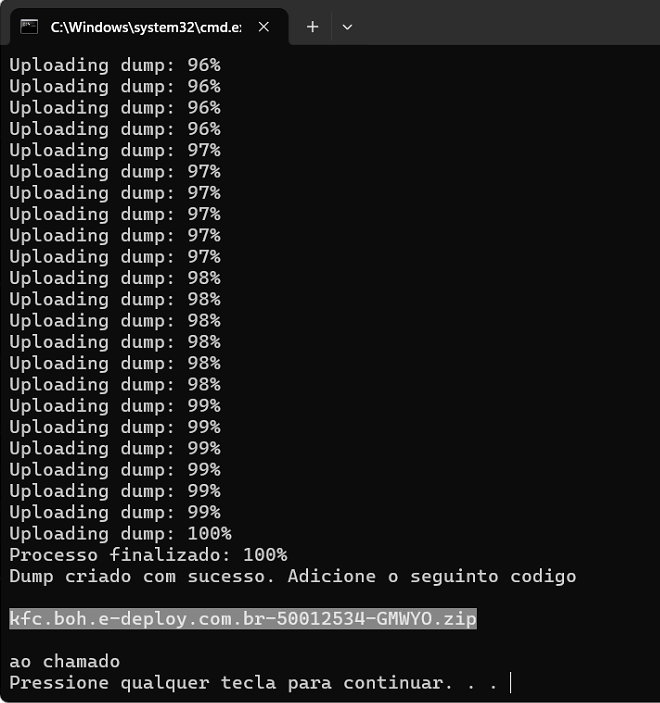 C:\Windows\system32\cmd.e
Uploading dump: 96%
Uploading dump: 96%
Uploading dump: 96%
Uploading dump: 96%
Uploading dump: 97%
Uploading dump: 97%
Uploading dump: 97%
Uploading dump: 97%
Uploading dump: 97%
Uploading dump: 97%
Uploading dump: 98%
Uploading dump: 98%
Uploading dump: 98%
Uploading dump: 98%
Uploading dump: 98%
Uploading dump: 98%
Uploading dump: 99%
Uploading dump: 99%
Uploading dump: 99%
Uploading dump: 99%
Uploading dump: 99%
Uploading dump: 99%
Uploading dump: 100%
Processo finalizado: 100%
Dump criado com sucesso. Adicione o seguinto codigo
kfc.boh.e-deploy.com.br-50012534-GMWYO.zip
ao chamado
Pressione qualquer tecla para continuar. . .